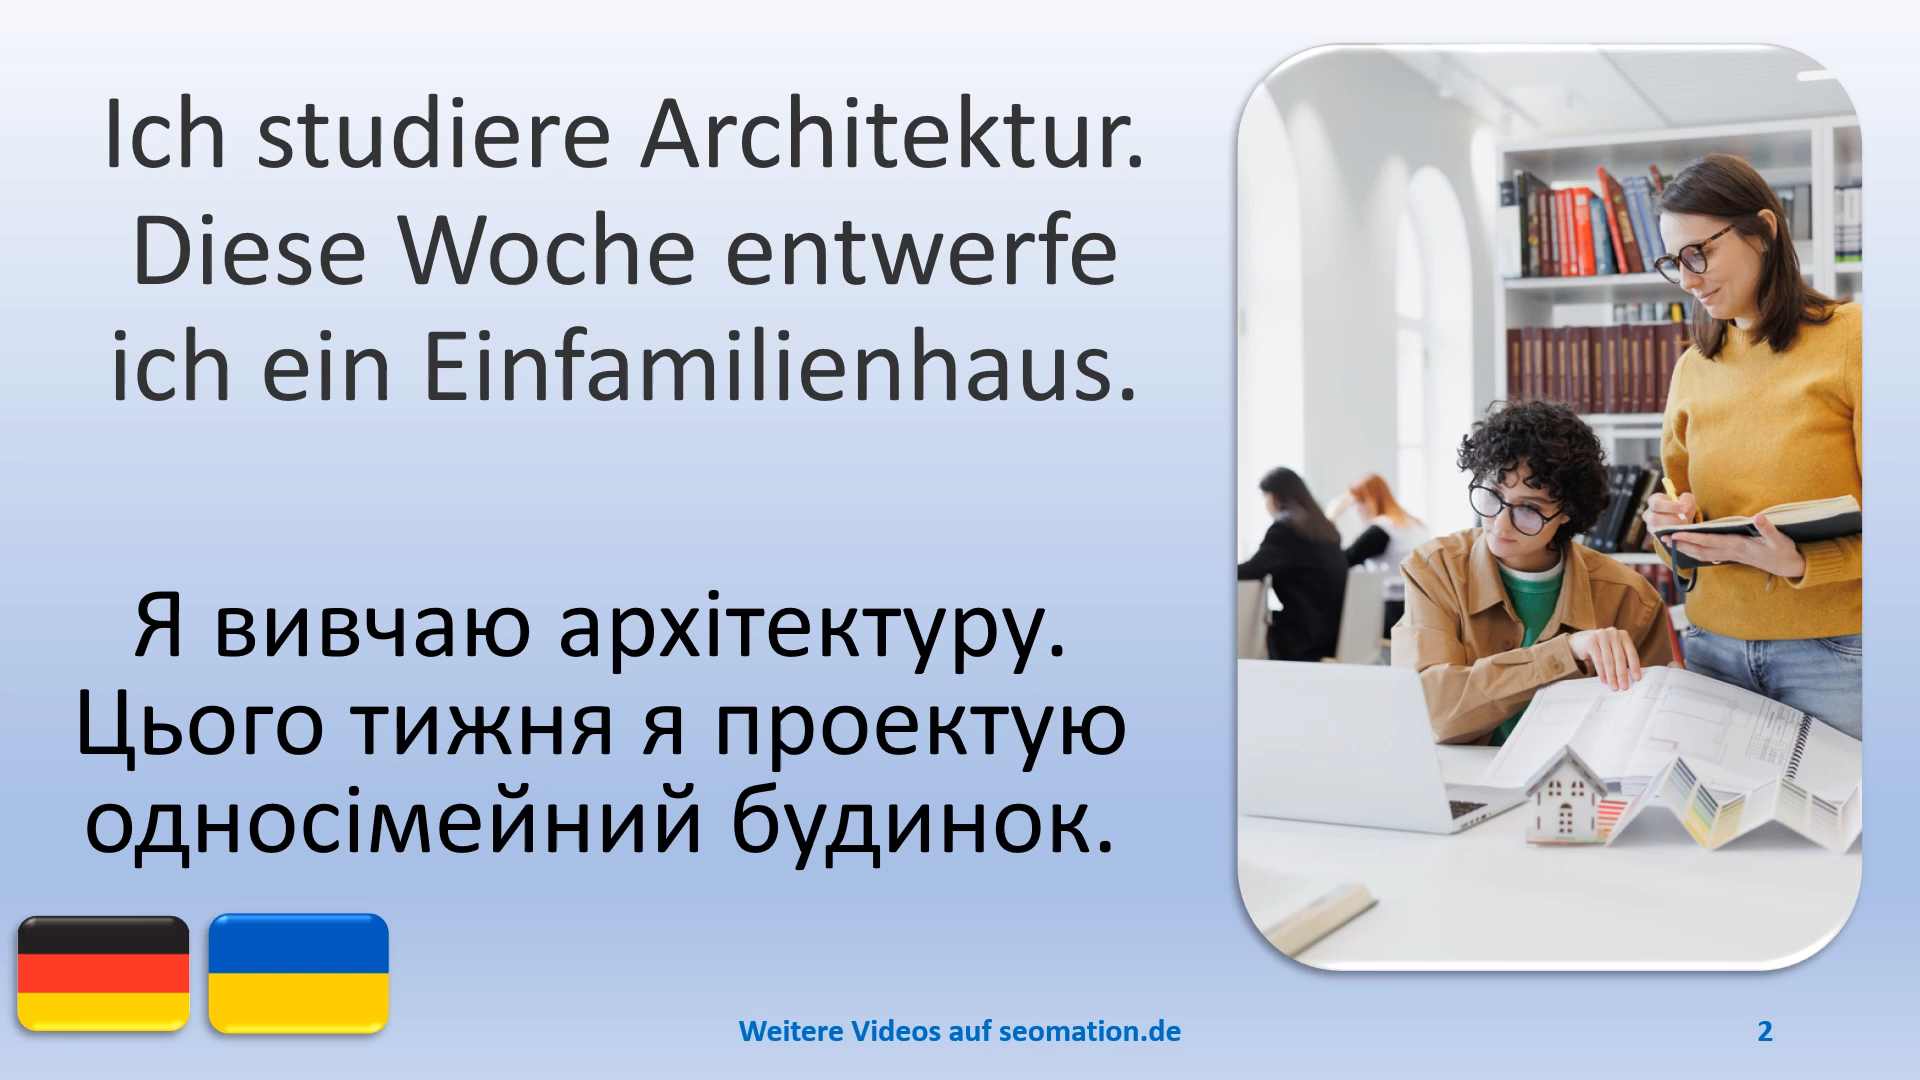 Ich studiere Architektur.
Diese Woche entwerfe
ich ein Einfamilienhaus.
Я вивчаю архітектуру.
Цього тижня я проектую
односімейний будинок.
Weitere Videos auf seomation.de
2